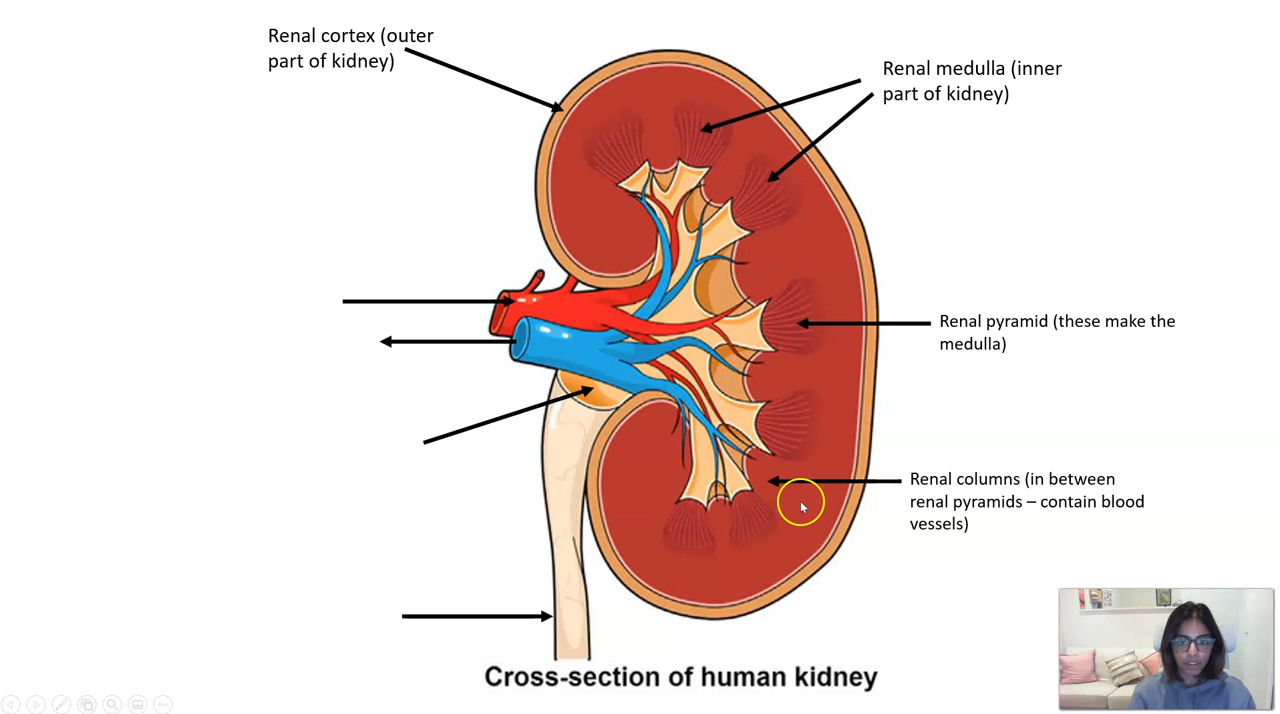 Renal cortex (outer
part of kidney)
Renal medulla (inner
part of kidney)
Renal pyramid (these make the
medulla)
Renal columns (in between
renal pyramids – contain blood
vessels)
Cross-section of human kidney